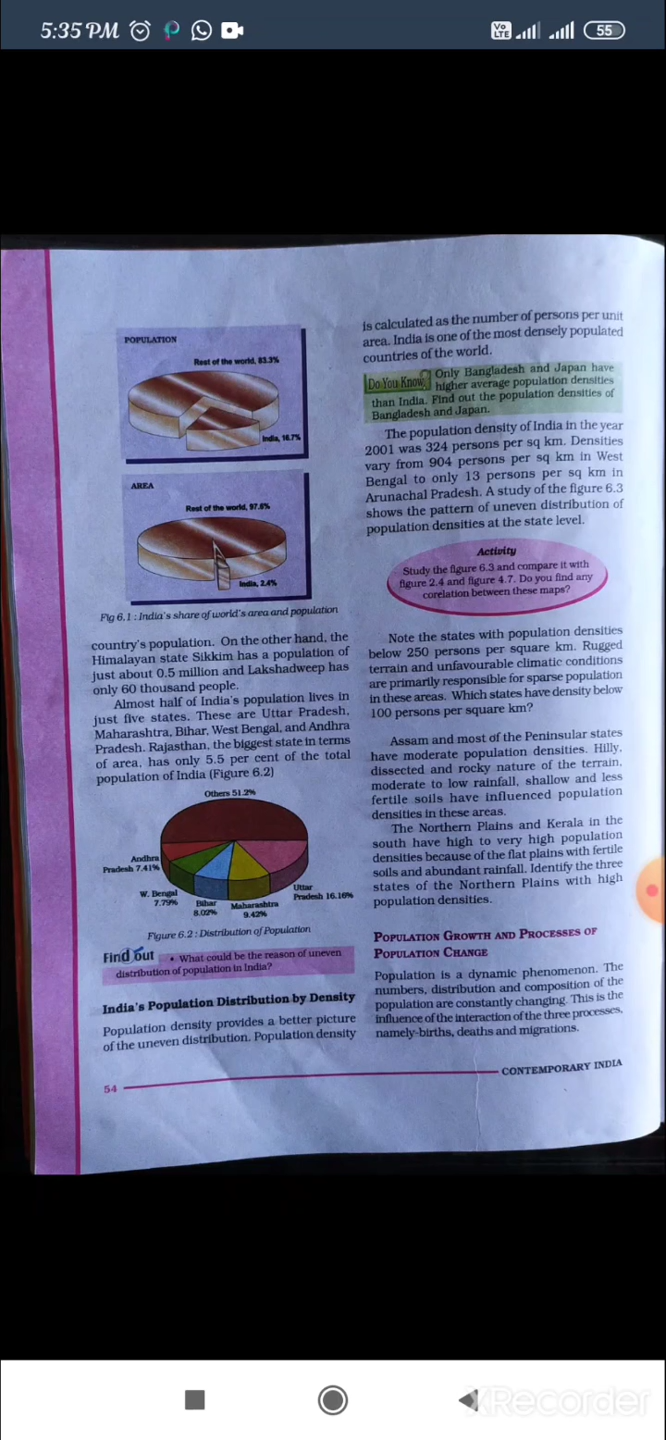 5:35 PM
Vo
LTE
55
POPULATION
Rest of the world, 83.3%
India, 16.7%
AREA
Rest of the world, 97.6%
India, 2.4%
Fig 6.1 : India's share of world's area and population
country's population. On the other hand, the
Himalayan state Sikkim has a population of
just about 0.5 million and Lakshadweep has
only 60 thousand people.
Almost half of India's population lives in
just five states. These are Uttar Pradesh,
Maharashtra, Bihar, West Bengal, and Andhra
Pradesh. Rajasthan, the biggest state in terms
of area, has only 5.5 per cent of the total
population of India (Figure 6.2)
Others 51.2%
Andhra
Pradesh 7.41%
W. Bengal
7.79%
Bihar
8.02%
Maharashtra
9.42%
Uttar
Pradesh 16.16%
Figure 6.2 : Distribution of Population
Find out • What could be the reason of uneven
distribution of population in India?
India's Population Distribution by Density
Population density provides a better picture
of the uneven distribution. Population density
is calculated as the number of persons per unit
area. India is one of the most densely populated
countries of the world.
Do You Know? Only Bangladesh and Japan have
higher average population densities
than India. Find out the population densities of
Bangladesh and Japan.
The population density of India in the year
2001 was 324 persons per sq km. Densities
vary from 904 persons per sq km in West
Bengal to only 13 persons per sq km in
Arunachal Pradesh. A study of the figure 6.3
shows the pattern of uneven distribution of
population densities at the state level.
Activity
Study the figure 6.3 and compare it with
figure 2.4 and figure 4.7. Do you find any
corelation between these maps?
Note the states with population densities
below 250 persons per square km. Rugged
terrain and unfavourable climatic conditions
are primarily responsible for sparse population
in these areas. Which states have density below
100 persons per square km?
Assam and most of the Peninsular states
have moderate population densities. Hilly,
dissected and rocky nature of the terrain,
moderate to low rainfall, shallow and less
fertile soils have influenced population
densities in these areas.
The Northern Plains and Kerala in the
south have high to very high population
densities because of the flat plains with fertile
soils and abundant rainfall. Identify the three
states of the Northern Plains with high
population densities.
POPULATION GROWTH AND PROCESSES OF
POPULATION CHANGE
Population is a dynamic phenomenon. The
numbers, distribution and composition of the
population are constantly changing. This is the
influence of the interaction of the three processes,
namely-births, deaths and migrations.
54
CONTEMPORARY INDIA
XRecorder